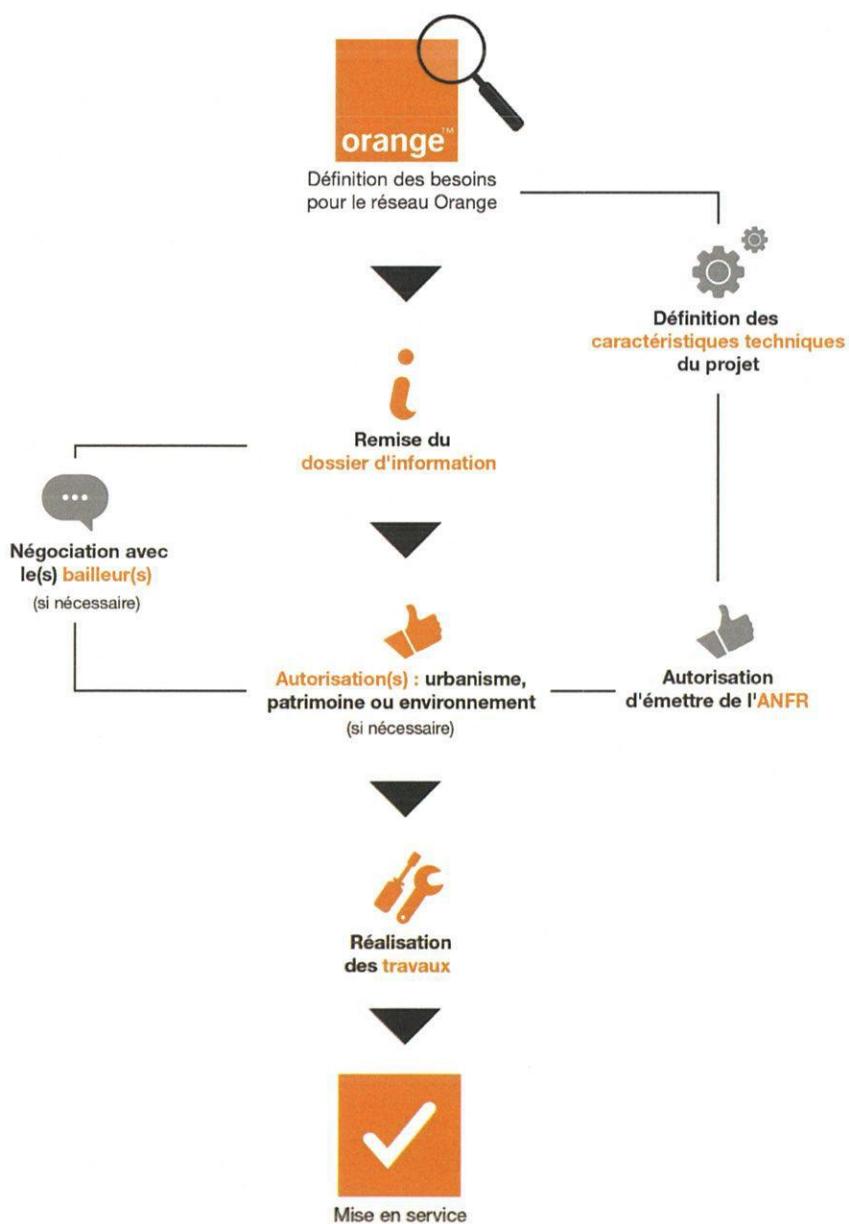 orange™
Définition des besoins
pour le réseau Orange
Définition des
caractéristiques techniques
du projet
Remise du
dossier d'information
Négociation avec
le(s) bailleur(s)
(si nécessaire)
Autorisation(s) : urbanisme,
patrimoine ou environnement
(si nécessaire)
Autorisation
d'émettre de l'ANFR
Réalisation
des travaux
Mise en service